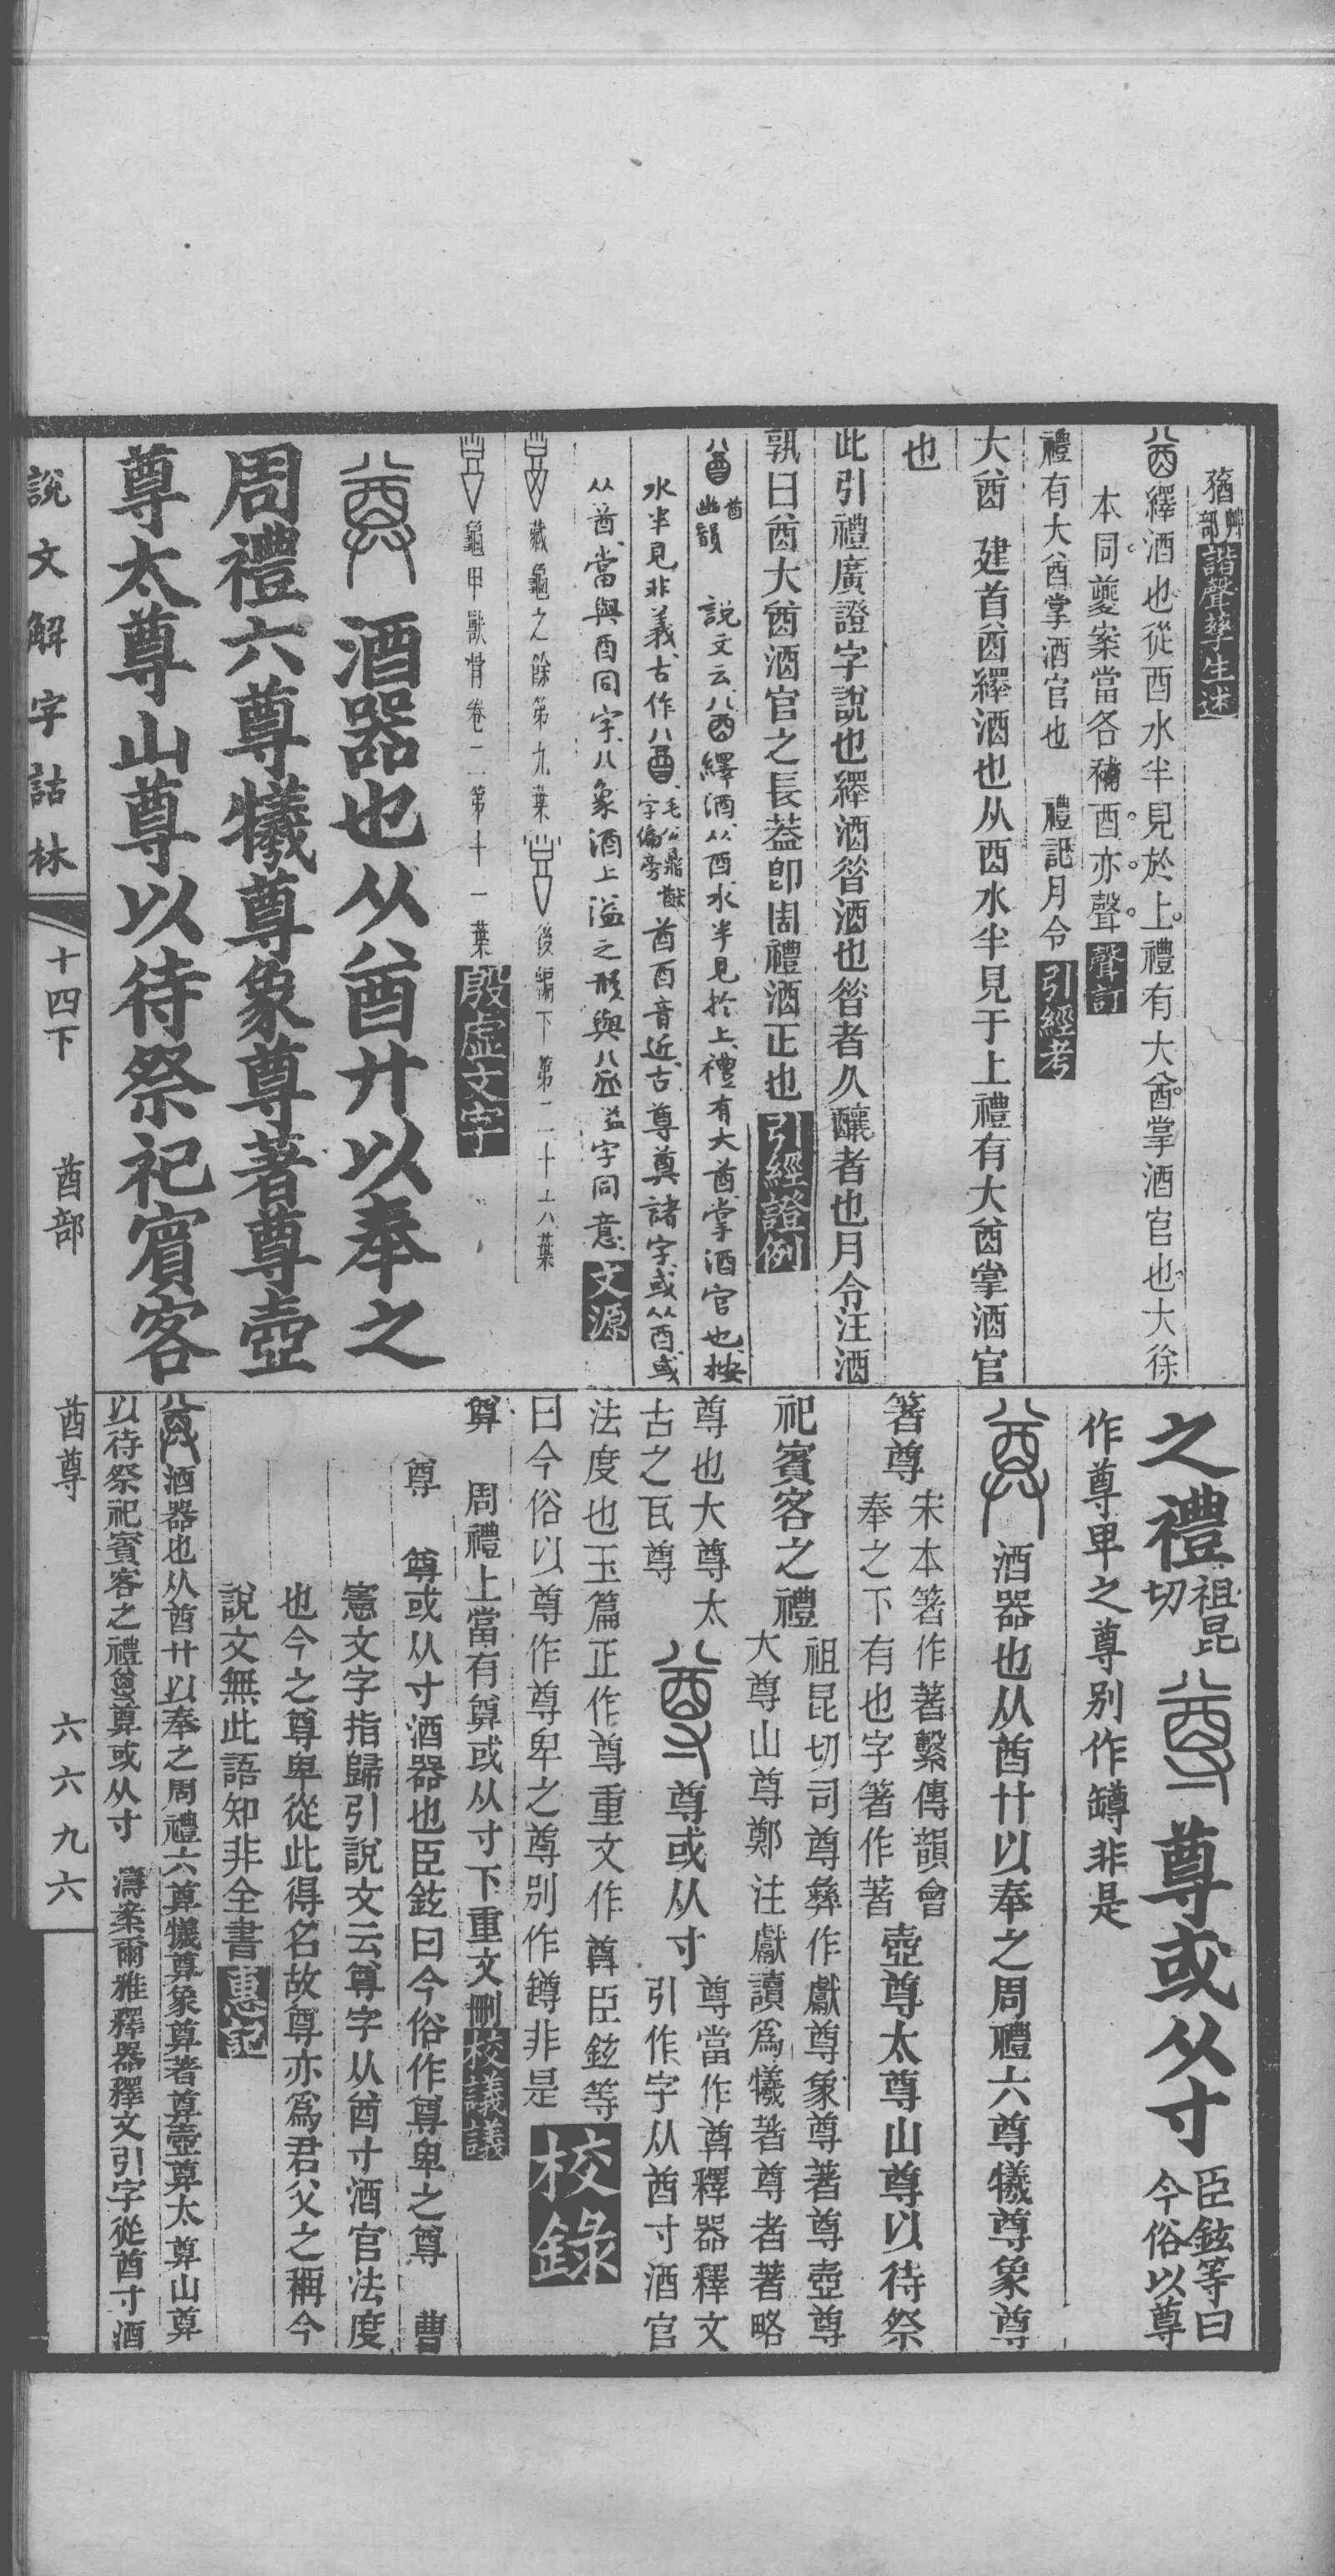 蕕艸部諧聲孳生述
繹酒也從酉水半見於上禮有大酋掌酒官也大徐
本同夔案當各補酉亦聲聲訂
禮有大酋掌酒官也 禮記月令引經考
大酋 建首酋繹酒也从酉水半見于上禮有大酋掌酒官
也
此引禮廣證字說也繹酒昝酒也昝者久釀者也月令注酒
孰曰酋大酋酒官之長葢卽周禮酒正也引經證例
酋幽韻 說文云繹酒从酉水半見於上禮有大酋掌酒官也按
水半見非義古作毛公鼎猷字偏旁酋酉音近古尊奠諸字或从酉或
从酋當與酉同字八象酒上溢之形與益字同意文源
藏龜之餘第九葉後編下第二十六葉
龜甲獸骨卷二第十一葉殷虛文字
酒器也从酋廾以奉之
周禮六尊犧尊象尊著尊壺
尊太尊山尊以待祭祀賓客
之禮祖昆切尊或从寸臣鉉等曰今俗以尊
作尊卑之尊别作罇非是
酒器也从酋廾以奉之周禮六尊犧尊象尊
箸尊宋本箸作著繫傳韻會奉之下有也字箸作著壺尊太尊山尊以待祭
祀賓客之禮祖昆切司尊彝作獻尊象尊著尊壺尊大尊山尊鄭注獻讀爲犧著尊者著略
尊也大尊太古之瓦尊尊或从寸尊當作尊釋器釋文引作字从酋寸酒官
法度也玉篇正作尊重文作尊臣鉉等
曰今俗以尊作尊卑之尊别作罇非是校錄
尊 周禮上當有尊或从寸下重文刪校議議
尊 尊或从寸酒器也臣鉉曰今俗作尊卑之尊 曹
憲文字指歸引說文云尊字从酋寸酒官法度
也今之尊卑從此得名故尊亦爲君父之稱今
說文無此語知非全書惠記
酒器也从酋廾以奉之周禮六尊犧尊象尊著尊壺尊太尊山尊
以待祭祀賓客之禮尊尊或从寸 濤案爾雅釋器釋文引字從酋寸酒
說文解字詁林
十四下 酋部 酋尊 六六九六